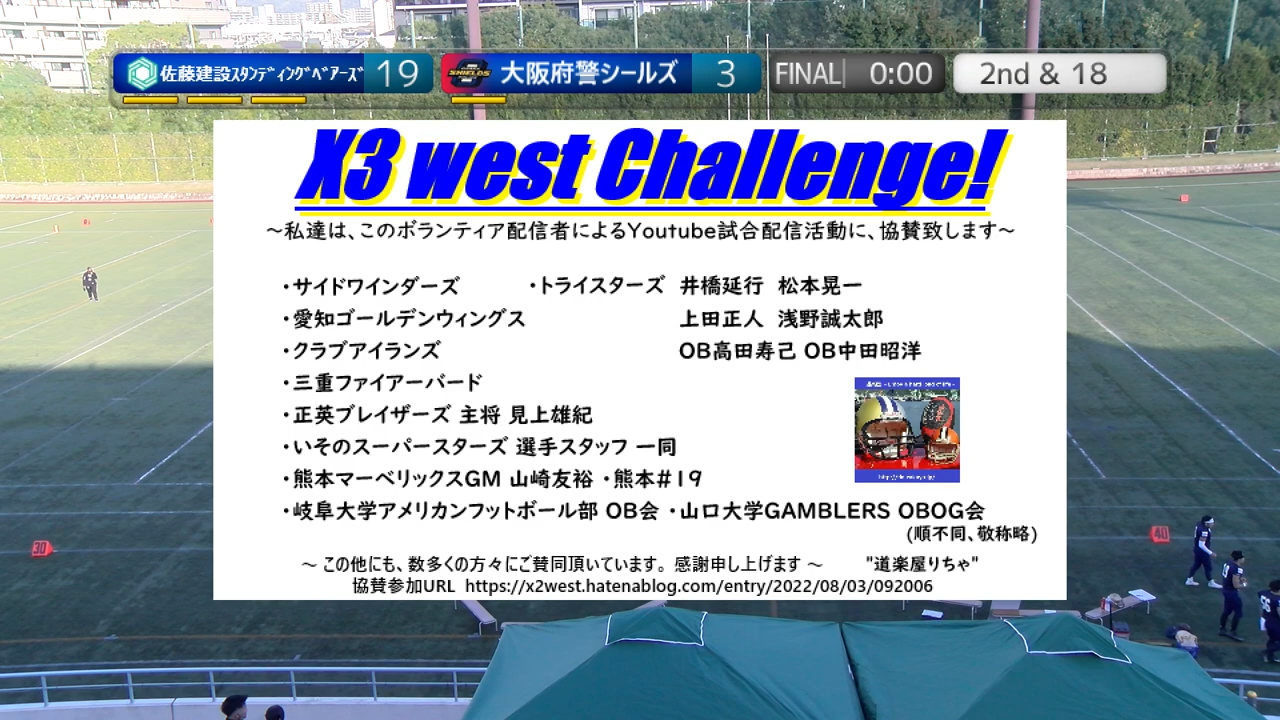 佐藤建設スタンディングベアーズ 19 大阪府警シールズ 3 FINAL 0:00 2nd & 18
SHIELDS
X3 west Challenge!
～私達は、このボランティア配信者によるYoutube試合配信活動に、協賛致します～
・サイドワインダーズ ・トライスターズ 井橋延行 松本晃一
・愛知ゴールデンウィングス 上田正人 浅野誠太郎
・クラブアイランズ OB高田寿己 OB中田昭洋
・三重ファイアーバード
・正英ブレイザーズ 主将 見上雄紀
・いそのスーパースターズ 選手スタッフ 一同
・熊本マーベリックスGM 山崎友裕 ・熊本#19
・岐阜大学アメリカンフットボール部 OB会 ・山口大学GAMBLERS OBOG会
(順不同、敬称略)
～ この他にも、数多くの方々にご賛同頂いています。感謝申し上げます ～ "道楽屋りちゃ"
協賛参加URL https://x2west.hatenablog.com/entry/2022/08/03/092006
30
40